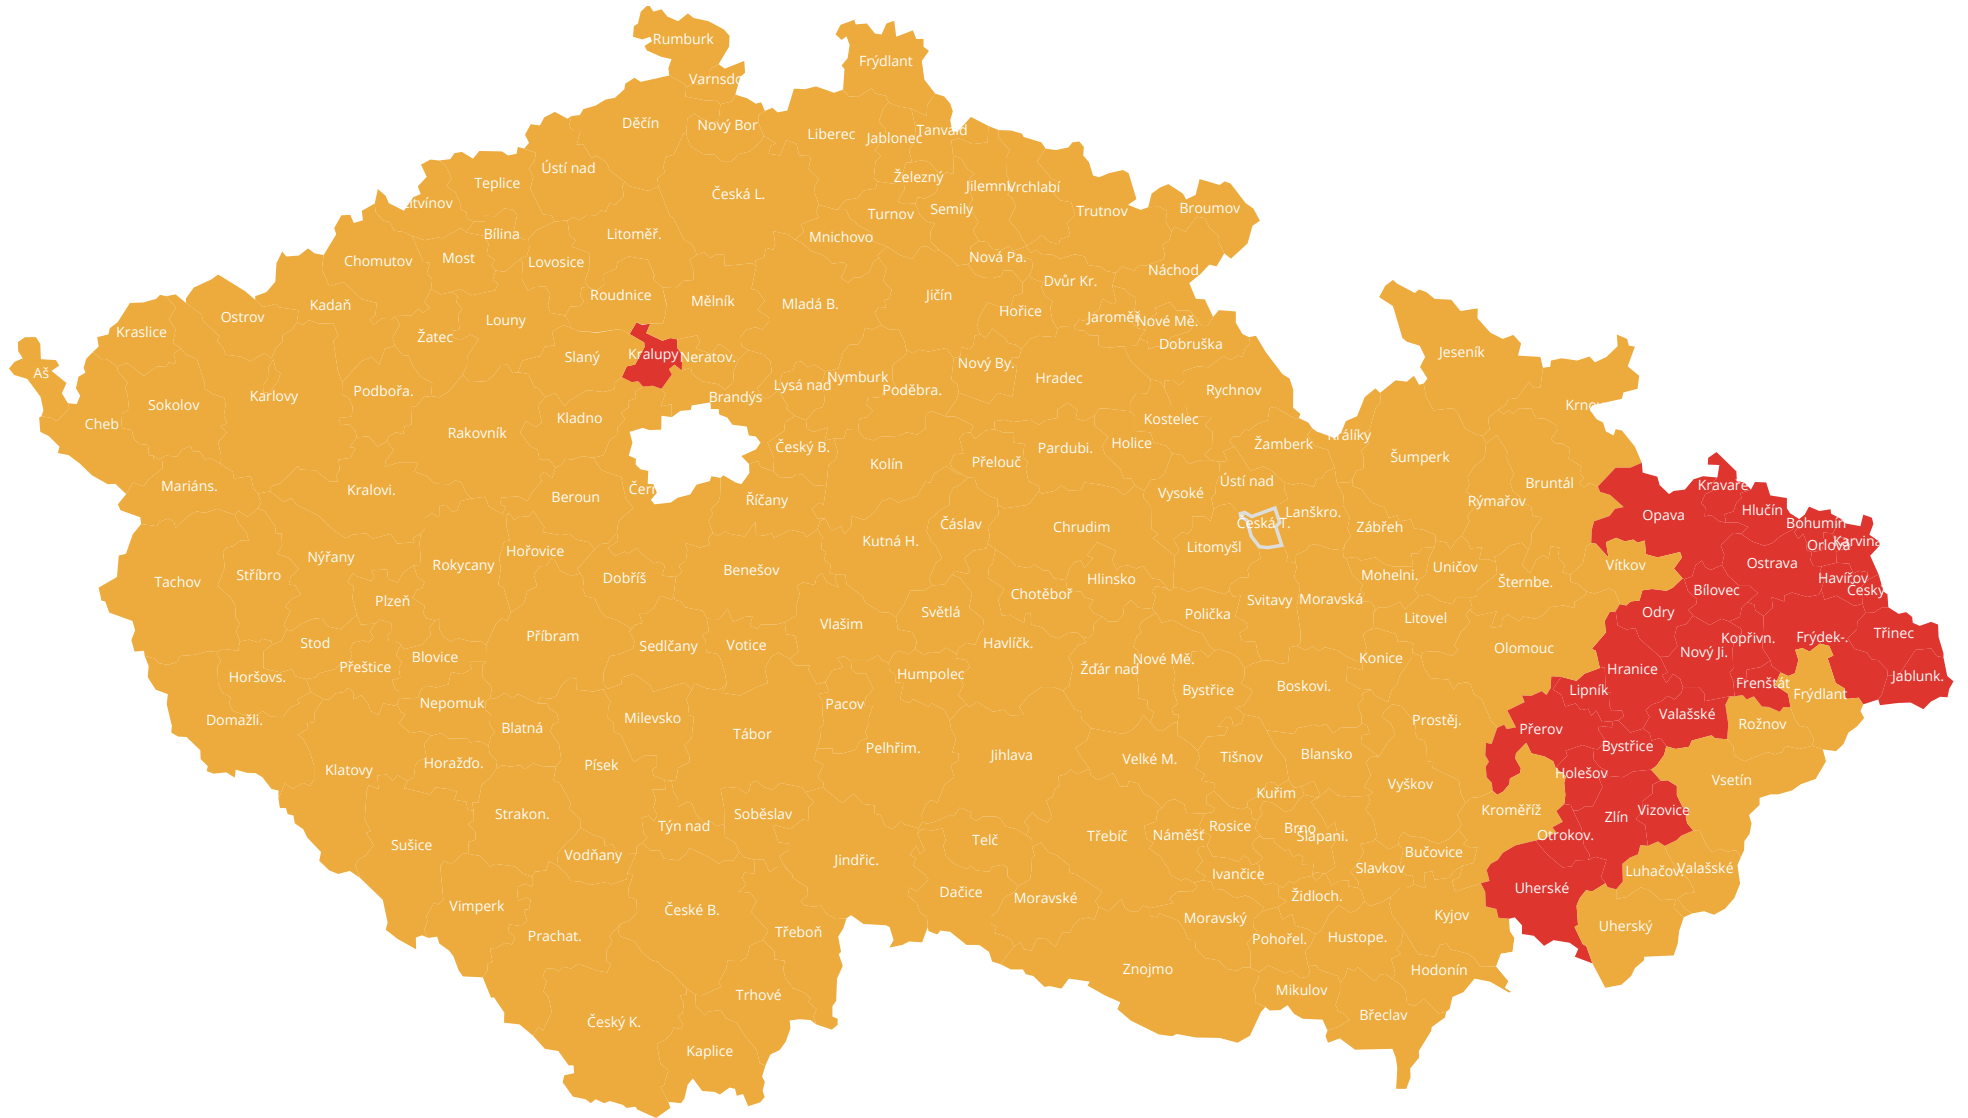 Rumburk
Frýdlant
Varnsdo
Děčín
Nový Bor
Liberec
Jablonec
Tanvald
Ústí nad
Teplice
Železný
Jilemni
Vrchlabí
Česká L.
Litvínov
Turnov
Semily
Trutnov
Broumov
Bílina
Litoměř.
Mnichovo
Chomutov
Most
Lovosice
Nová Pa.
Náchod
Dvůr Kr.
Roudnice
Mělník
Mladá B.
Jičín
Kadaň
Ostrov
Louny
Hořice
Jaroměř
Nové Mě.
Kraslice
Žatec
Dobruška
Slaný
Kralupy
Neratov.
Jeseník
Aš
Nový By.
Hradec
Nymburk
Lysá nad
Poděbra.
Rychnov
Podbořa.
Karlovy
Brandýs
Sokolov
Krnov
Cheb
Kladno
Kostelec
Rakovník
Králíky
Český B.
Holice
Žamberk
Pardubi.
Šumperk
Kolín
Přelouč
Ústí nad
Bruntál
Kravaře
Mariáns.
Kralovi.
Čern
Beroun
Říčany
Vysoké
Rýmařov
Hlučín
Lanškro.
Opava
Česká T.
Čáslav
Chrudim
Zábřeh
Bohumín
Kutná H.
Litomyšl
Orlová
Karviná
Hořovice
Nýřany
Rokycany
Stříbro
Tachov
Dobříš
Benešov
Hlinsko
Mohelni.
Uničov
Šternbe.
Vítkov
Ostrava
Havířov
Český
Bílovec
Plzeň
Chotěboř
Svitavy
Moravská
Světlá
Polička
Litovel
Odry
Vlašim
Příbram
Stod
Sedlčany
Votice
Havlíčk.
Olomouc
Kopřivn.
Frýdek-.
Třinec
Blovice
Přeštice
Nové Mě.
Konice
Nový Ji.
Horšovs.
Humpolec
Žďár nad
Hranice
Jablunk.
Bystřice
Boskovi.
Lipník
Frenštát
Frýdlant
Nepomuk
Pacov
Milevsko
Domažli.
Valašské
Prostěj.
Rožnov
Blatná
Tábor
Přerov
Pelhřim.
Bystřice
Jihlava
Velké M.
Tišnov
Blansko
Klatovy
Horažďo.
Písek
Holešov
Vsetín
Vyškov
Kuřim
Strakon.
Soběslav
Kroměříž
Vizovice
Zlín
Týn nad
Rosice
Brno
Šlapani.
Třebíč
Náměšť
Otrokov.
Telč
Sušice
Vodňany
Jindřic.
Bučovice
Slavkov
Luhačov.
Valašské
Ivančice
Uherské
Dačice
Moravské
Židloch.
Vimperk
České B.
Kyjov
Moravský
Uherský
Třeboň
Prachat.
Pohořel.
Hustope.
Znojmo
Hodonín
Mikulov
Trhové
Břeclav
Český K.
Kaplice